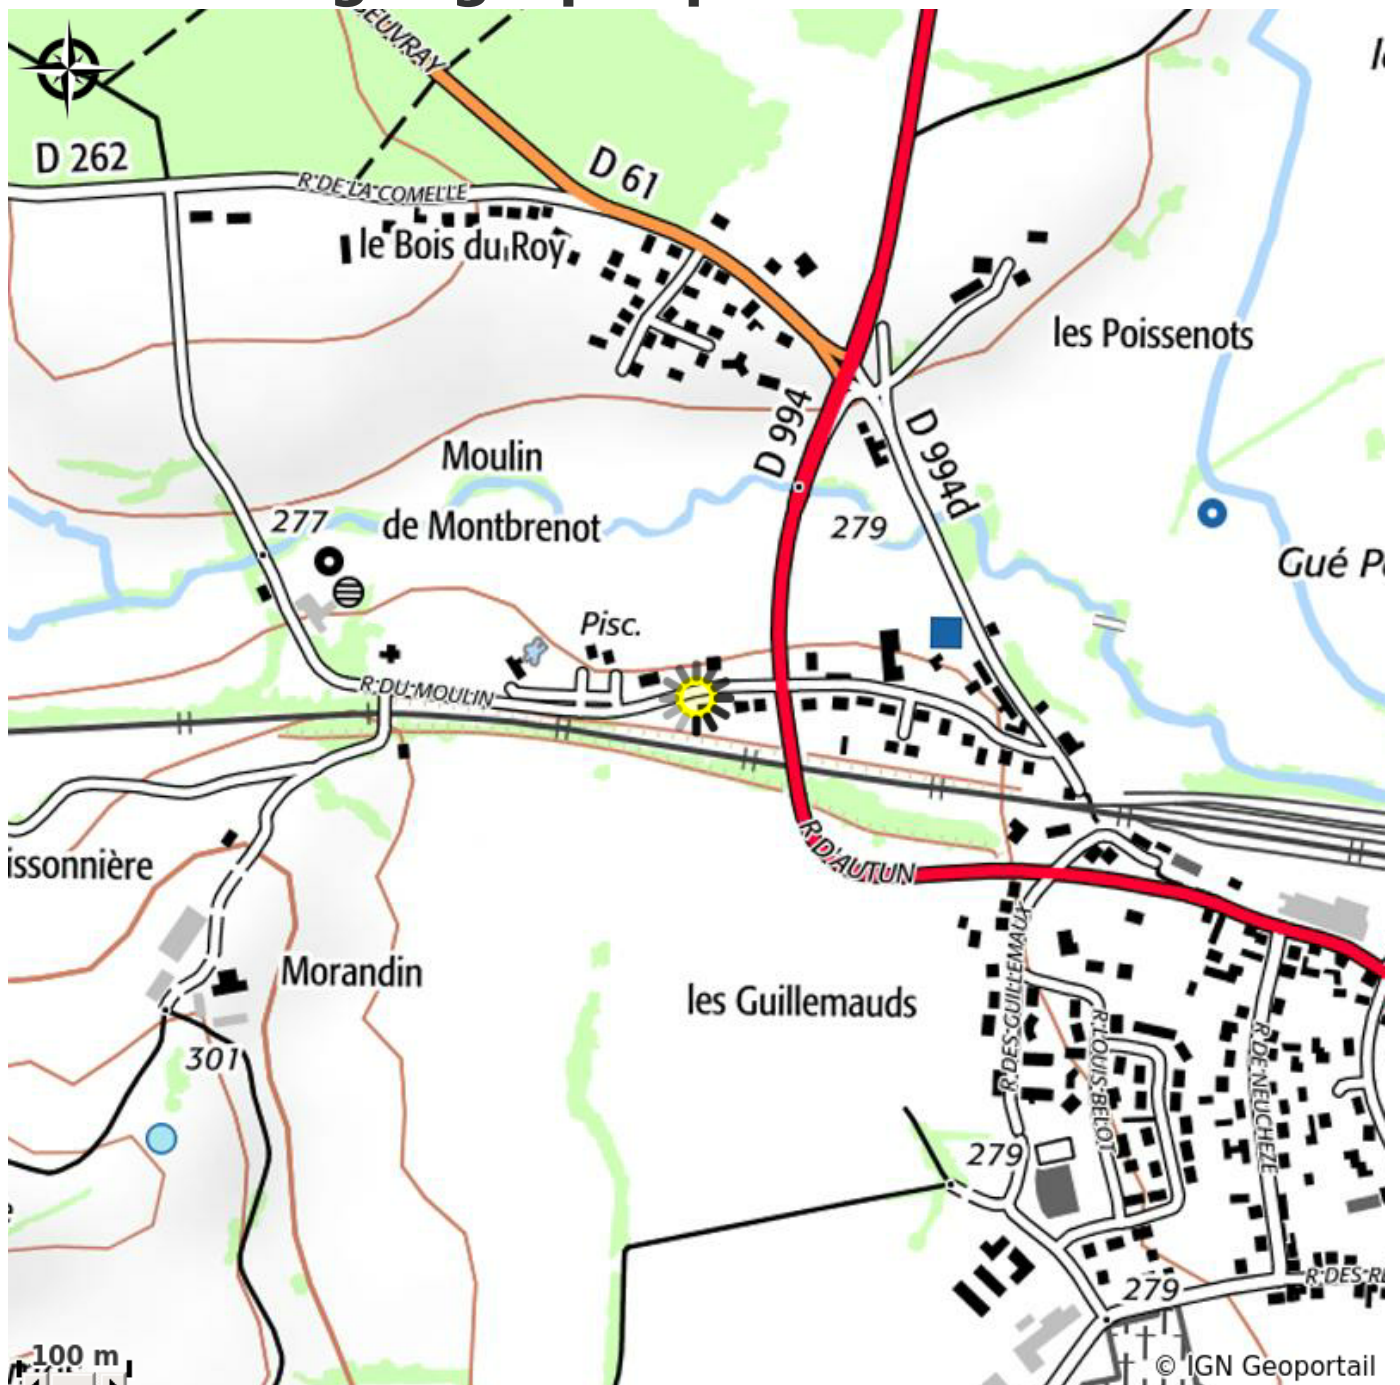 BEUVRAY
D 262
D 61
R DE LA COMELLE
le Bois du Roy
les Poissenots
D 994
D 994d
Moulin
de Montbrenot
277
279
Gué P
Pisc.
R DU MOULIN
R D'AUTUN
issonnière
Morandin
les Guillemauds
R DES GUILLEMAUX
R LOUIS BELOT
R DE NEUCHEZE
301
279
279
R DES RE
100 m
© IGN Geoportail